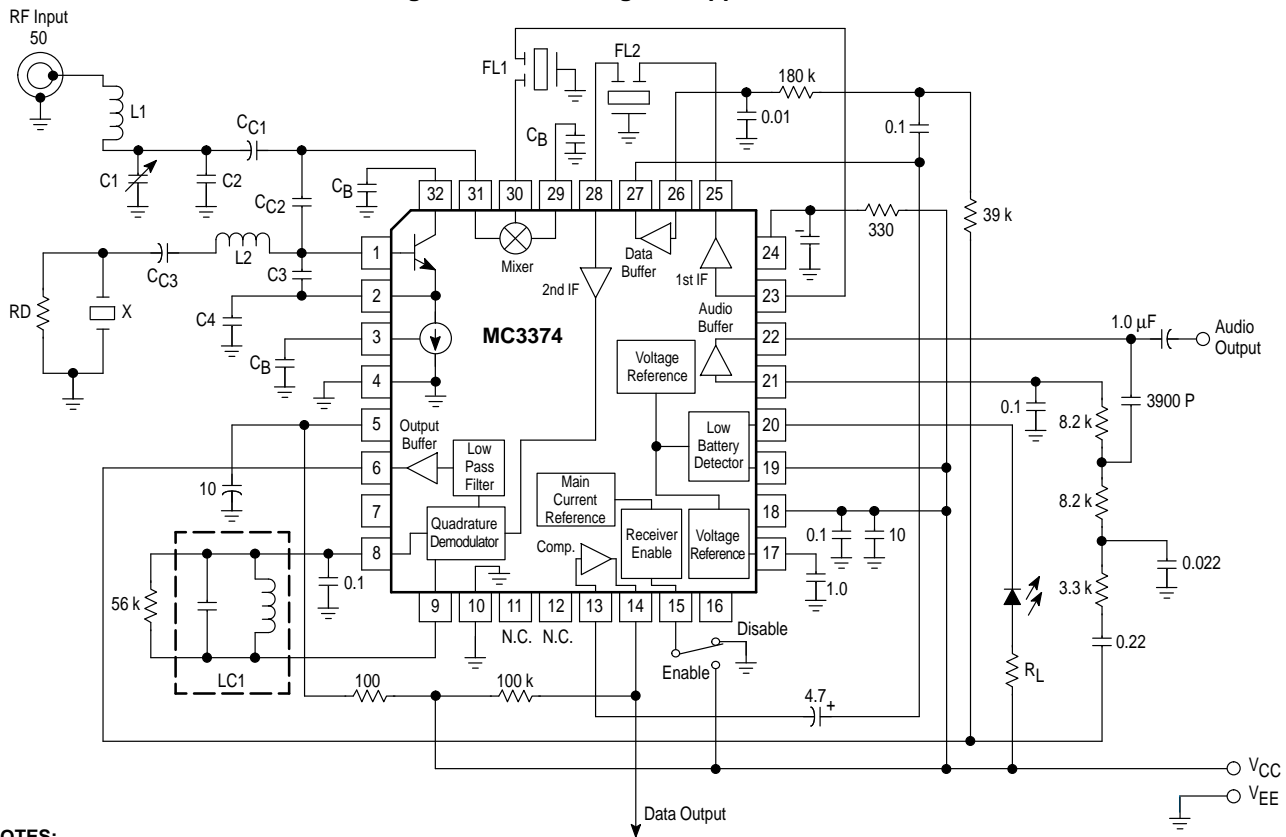 RF Input
50
L1
C1
C2
CC1
CC2
CB
FL1
CB
FL2
180 k
0.01
0.1
39 k
330
32
31
30
29
28
27
26
25
Mixer
2nd IF
Data
Buffer
1st IF
24
23
22
21
20
19
18
17
RD
X
CC3
L2
C3
C4
CB
1
2
3
4
5
6
7
8
MC3374
Audio
Buffer
Voltage
Reference
Low
Battery
Detector
Output
Buffer
Low
Pass
Filter
Main
Current
Reference
Quadrature
Demodulator
Comp.
Receiver
Enable
Voltage
Reference
1.0 µF
Audio
Output
3900 P
0.1
8.2 k
8.2 k
0.022
3.3 k
0.22
RL
0.1
10
1.0
10
0.1
56 k
LC1
9
10
11
12
13
14
15
16
N.C.
N.C.
Disable
Enable
100
100 k
4.7
+
VCC
VEE
Data Output